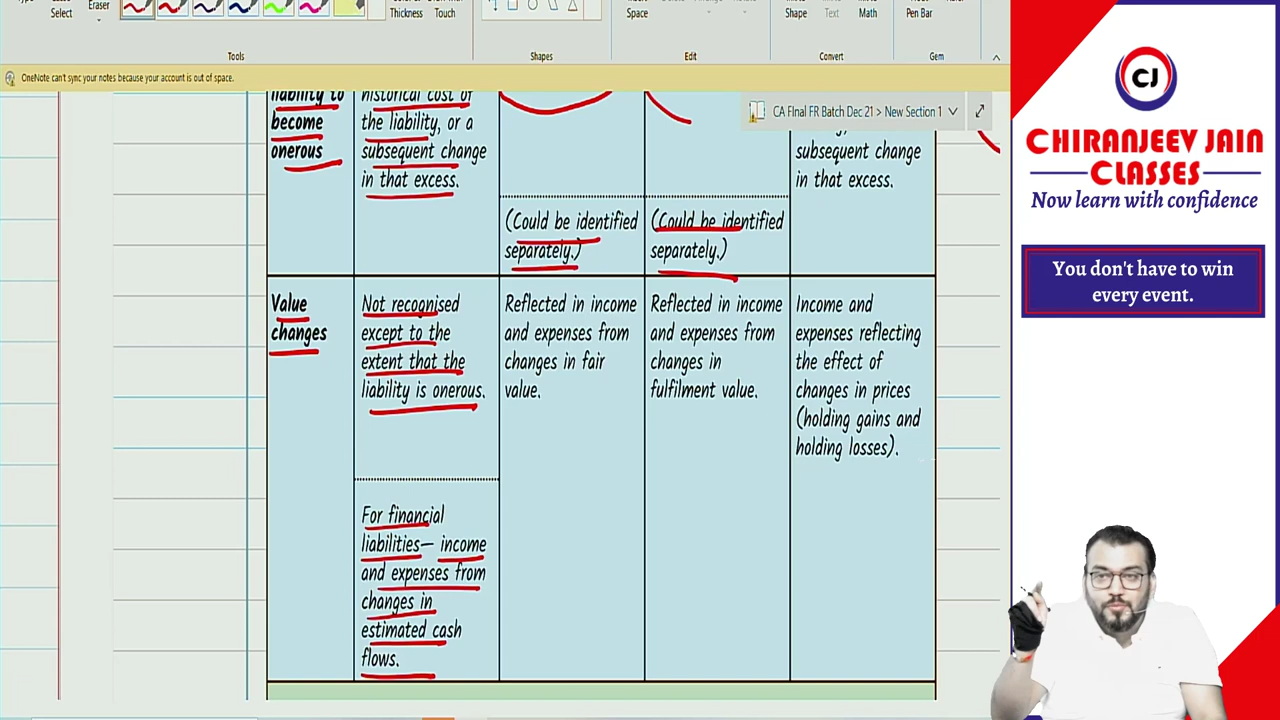 Select
Eraser
Thickness
Touch
Space
Shape
Text
Math
Pen Bar
Tools
Shapes
Edit
Convert
Gem
OneNote can't sync your notes because your account is out of space.
CA FInal FR Batch Dec 21 > New Section 1
liability to
become
onerous
historical cost of
the liability, or a
subsequent change
in that excess.
(Could be identified
separately.)
(Could be identified
separately.)
subsequent change
in that excess.
Value
changes
Not recognised
except to the
extent that the
liability is onerous.
For financial
liabilities— income
and expenses from
changes in
estimated cash
flows.
Reflected in income
and expenses from
changes in fair
value.
Reflected in income
and expenses from
changes in
fulfilment value.
Income and
expenses reflecting
the effect of
changes in prices
(holding gains and
holding losses).
CJ
CHIRANJEEV JAIN
CLASSES
Now learn with confidence
You don't have to win
every event.